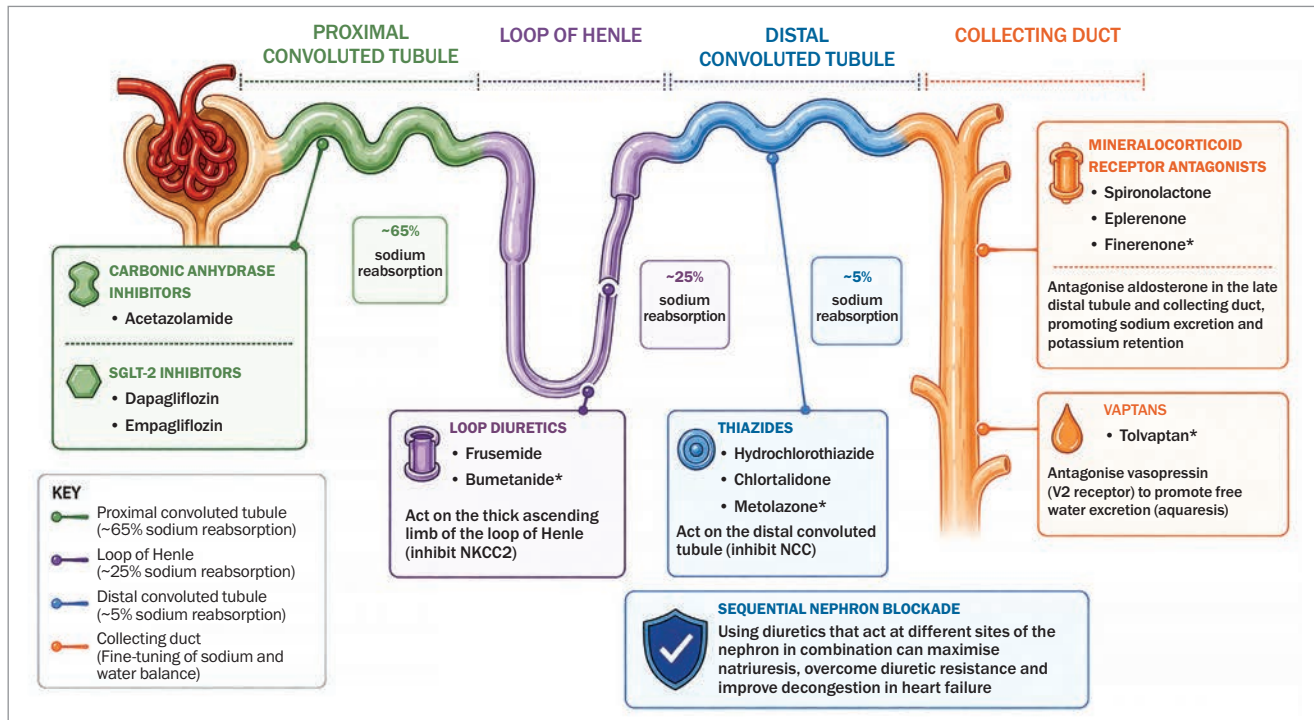 PROXIMAL
CONVOLUTED TUBULE
LOOP OF HENLE
DISTAL
CONVOLUTED TUBULE
COLLECTING DUCT
~65%
sodium
reabsorption
~25%
sodium
reabsorption
~5%
sodium
reabsorption
CARBONIC ANHYDRASE
INHIBITORS
• Acetazolamide
SGLT-2 INHIBITORS
• Dapagliflozin
• Empagliflozin
LOOP DIURETICS
• Frusemide
• Bumetanide*
Act on the thick ascending
limb of the loop of Henle
(inhibit NKCC2)
THIAZIDES
• Hydrochlorothiazide
• Chlortalidone
• Metolazone*
Act on the distal convoluted
tubule (inhibit NCC)
MINERALOCORTICOID
RECEPTOR ANTAGONISTS
• Spironolactone
• Eplerenone
• Finerenone*
Antagonise aldosterone in the late
distal tubule and collecting duct,
promoting sodium excretion and
potassium retention
VAPTANS
• Tolvaptan*
Antagonise vasopressin
(V2 receptor) to promote free
water excretion (aquaresis)
KEY
Proximal convoluted tubule
(~65% sodium reabsorption)
Loop of Henle
(~25% sodium reabsorption)
Distal convoluted tubule
(~5% sodium reabsorption)
Collecting duct
(Fine-tuning of sodium and
water balance)
SEQUENTIAL NEPHRON BLOCKADE
Using diuretics that act at different sites of the
nephron in combination can maximise
natriuresis, overcome diuretic resistance and
improve decongestion in heart failure